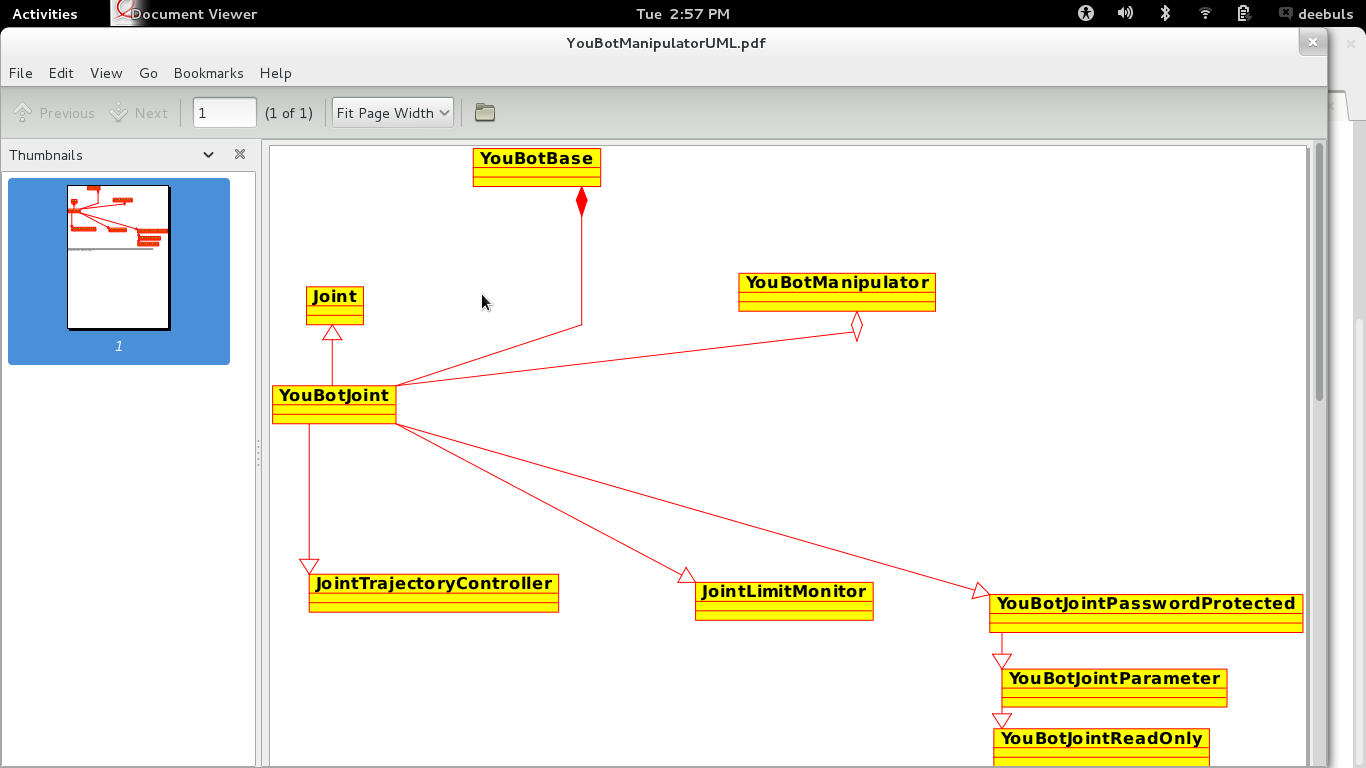 Activities Document Viewer Tue 2:57 PM deebuls
YouBotManipulatorUML.pdf
File Edit View Go Bookmarks Help
Previous Next 1 (1 of 1) Fit Page Width
Thumbnails
1
YouBotBase
YouBotManipulator
Joint
YouBotJoint
JointTrajectoryController
JointLimitMonitor
YouBotJointPasswordProtected
YouBotJointParameter
YouBotJointReadOnly